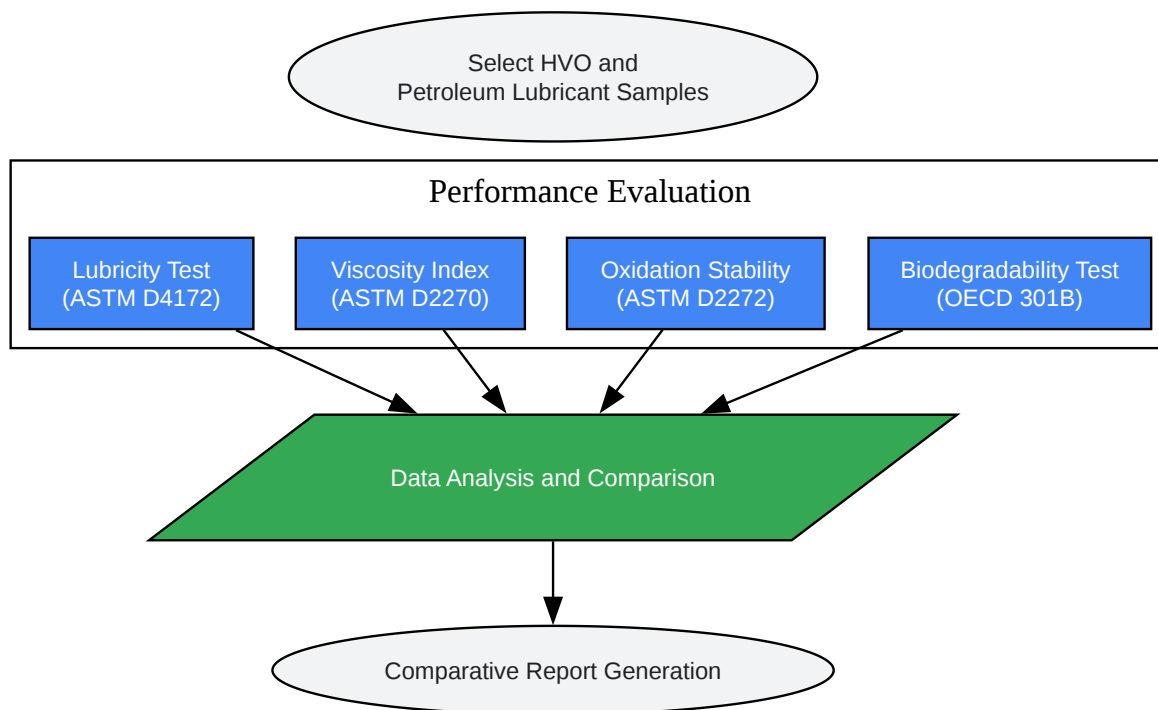 Select HVO and
Petroleum Lubricant Samples
Performance Evaluation
Lubricity Test
(ASTM D4172)
Viscosity Index
(ASTM D2270)
Oxidation Stability
(ASTM D2272)
Biodegradability Test
(OECD 301B)
Data Analysis and Comparison
Comparative Report Generation